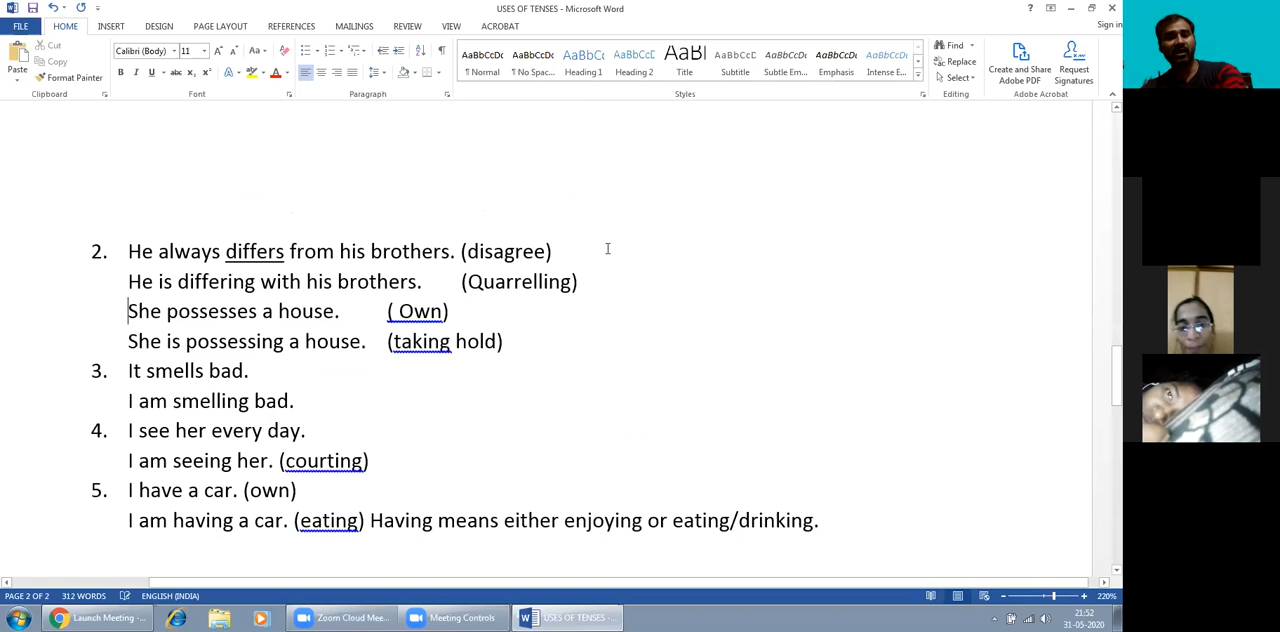 USES OF TENSES - Microsoft Word
FILE HOME INSERT DESIGN PAGE LAYOUT REFERENCES MAILINGS REVIEW VIEW ACROBAT Sign in
Cut
Copy
Format Painter
Paste
Calibri (Body) 11
AaBbCcDc AaBbCcDc AaBbCc AaBbCcD AaBl AaBbCcD AaBbCcDc AaBbCcDc AaBbCcDc
¶ Normal ¶ No Spac... Heading 1 Heading 2 Title Subtitle Subtle Em... Emphasis Intense E...
Find
Replace
Select
Create and Share Adobe PDF
Request Signatures
Clipboard Font Paragraph Styles Editing Adobe Acrobat
2. He always differs from his brothers. (disagree)
He is differing with his brothers. (Quarrelling)
She possesses a house. ( Own)
She is possessing a house. (taking hold)
3. It smells bad.
I am smelling bad.
4. I see her every day.
I am seeing her. (courting)
5. I have a car. (own)
I am having a car. (eating) Having means either enjoying or eating/drinking.
PAGE 2 OF 2 312 WORDS ENGLISH (INDIA) 220%
Launch Meeting -... Zoom Cloud Mee... Meeting Controls USES OF TENSES -... 21:52
31-05-2020